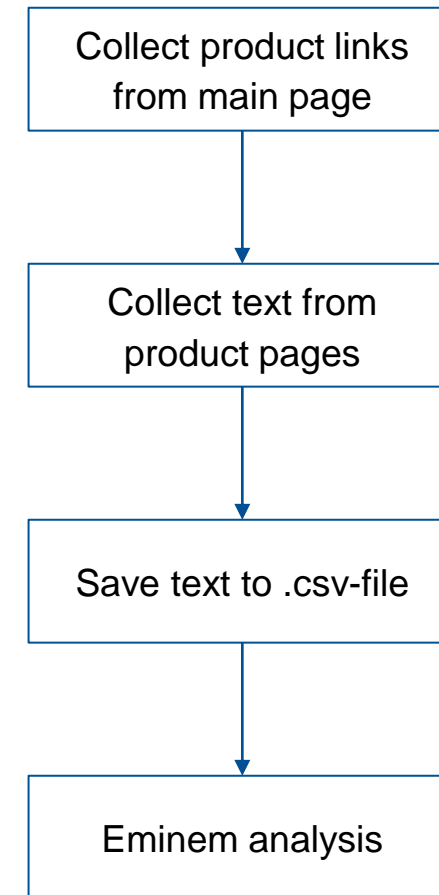 Collect product links
from main page
Collect text from
product pages
Save text to .csv-file
Eminem analysis